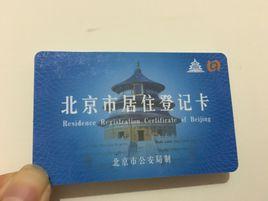 北京市居住登记卡
Residence Registration Certificate of Beijing
北京市公安局制